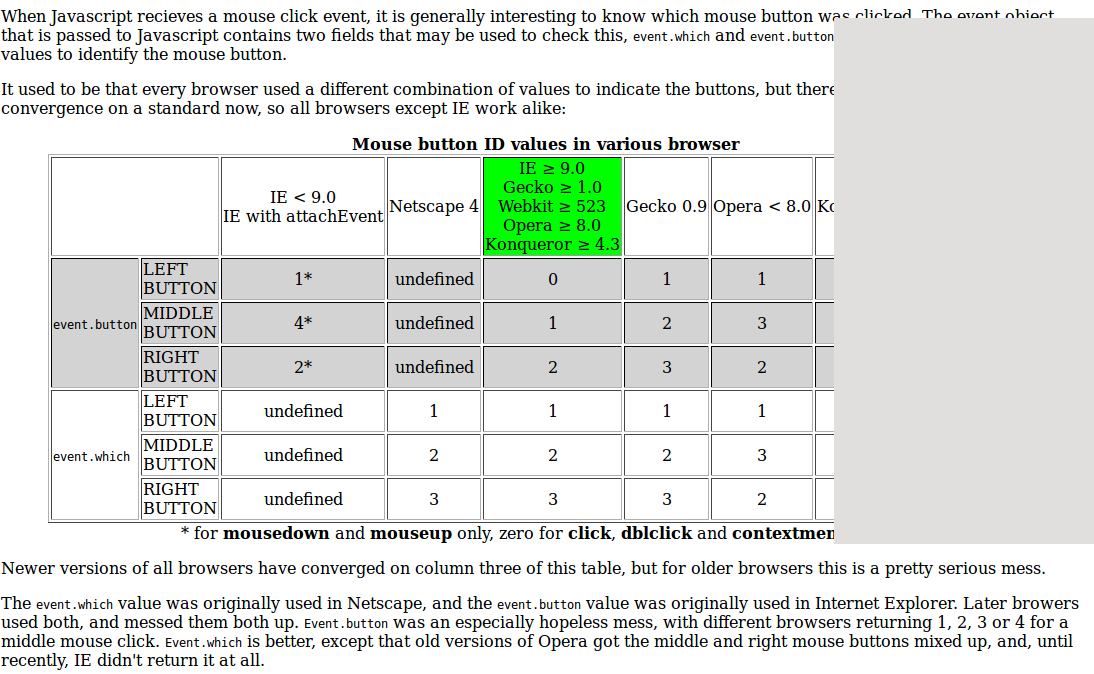 When Javascript recieves a mouse click event, it is generally interesting to know which mouse button was clicked. The event object
that is passed to Javascript contains two fields that may be used to check this, event.which and event.button
values to identify the mouse button.
It used to be that every browser used a different combination of values to indicate the buttons, but there
convergence on a standard now, so all browsers except IE work alike:
Mouse button ID values in various browser
IE < 9.0
IE with attachEvent
Netscape 4
IE ≥ 9.0
Gecko ≥ 1.0
Webkit ≥ 523
Opera ≥ 8.0
Konqueror ≥ 4.3
Gecko 0.9
Opera < 8.0
event.button
LEFT
BUTTON
1*
undefined
0
1
1
MIDDLE
BUTTON
4*
undefined
1
2
3
RIGHT
BUTTON
2*
undefined
2
3
2
event.which
LEFT
BUTTON
undefined
1
1
1
1
MIDDLE
BUTTON
undefined
2
2
2
3
RIGHT
BUTTON
undefined
3
3
3
2
* for mousedown and mouseup only, zero for click, dblclick and
Newer versions of all browsers have converged on column three of this table, but for older browsers this is a pretty serious mess.
The event.which value was originally used in Netscape, and the event.button value was originally used in Internet Explorer. Later browers
used both, and messed them both up. Event.button was an especially hopeless mess, with different browsers returning 1, 2, 3 or 4 for a
middle mouse click. Event.which is better, except that old versions of Opera got the middle and right mouse buttons mixed up, and, until
recently, IE didn't return it at all.